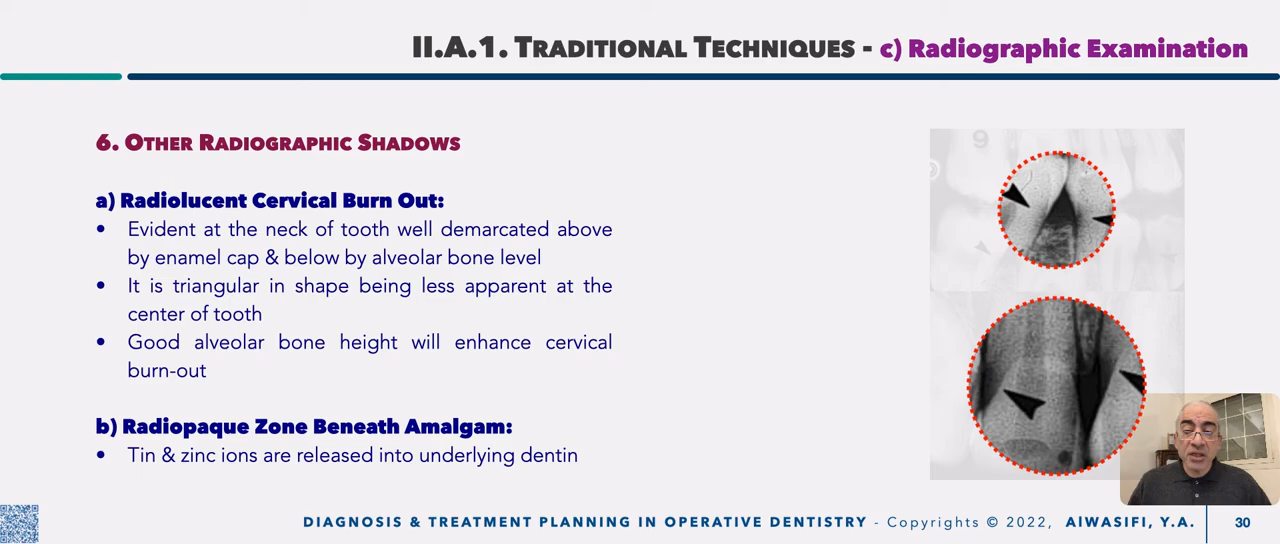 II.A.1. TRADITIONAL TECHNIQUES - c) Radiographic Examination
6. OTHER RADIOGRAPHIC SHADOWS
a) Radiolucent Cervical Burn Out:
• Evident at the neck of tooth well demarcated above
by enamel cap & below by alveolar bone level
• It is triangular in shape being less apparent at the
center of tooth
• Good alveolar bone height will enhance cervical
burn-out
b) Radiopaque Zone Beneath Amalgam:
• Tin & zinc ions are released into underlying dentin
9
DIAGNOSIS & TREATMENT PLANNING IN OPERATIVE DENTISTRY - Copyrights © 2022, AlWASIFI, Y.A. 30